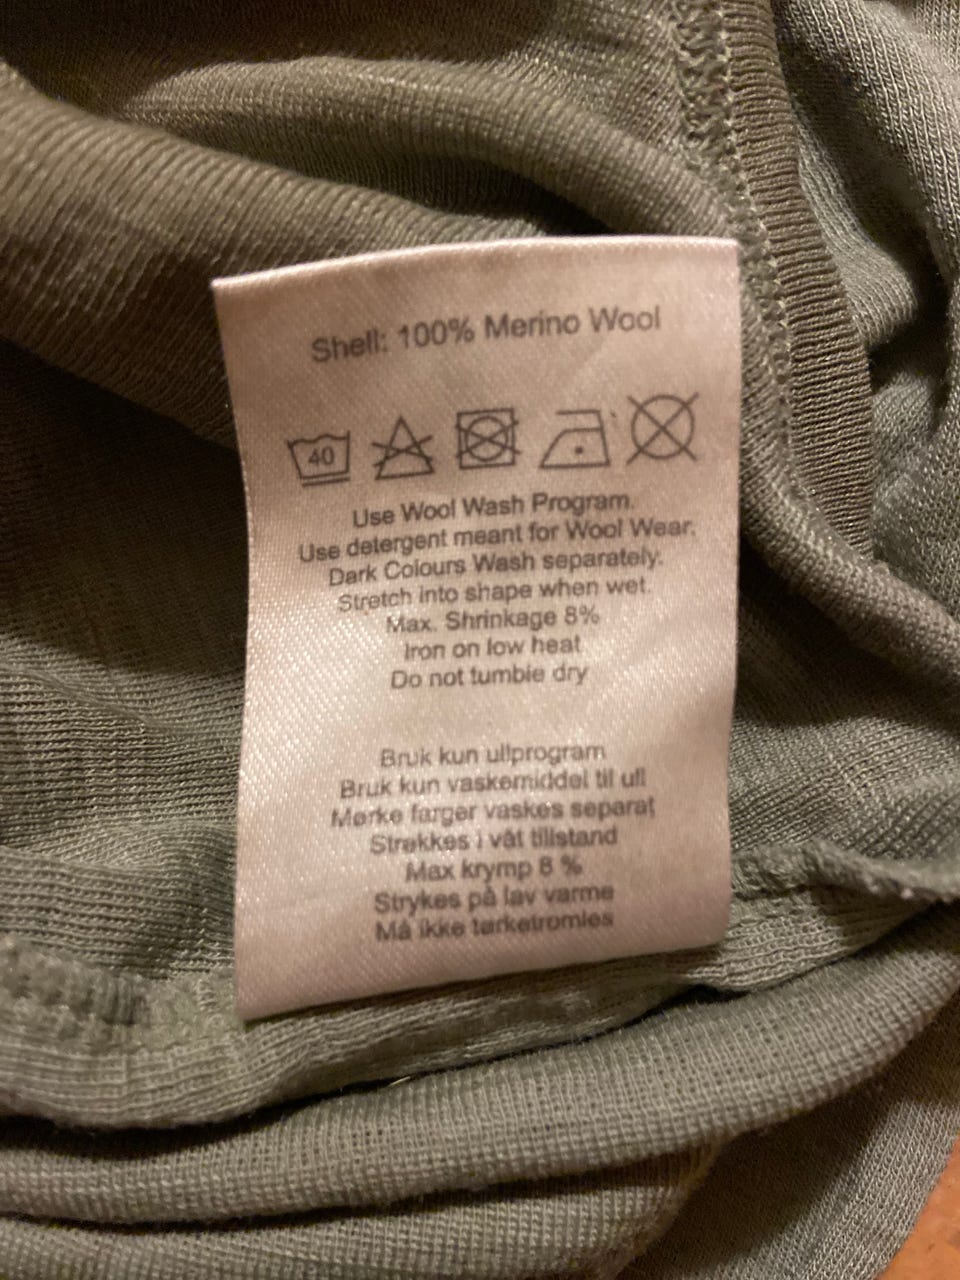 Shell: 100% Merino Wool
40
Use Wool Wash Program.
Use detergent meant for Wool Wear.
Dark Colours Wash separately.
Stretch into shape when wet.
Max. Shrinkage 8%
Iron on low heat
Do not tumble dry
Bruk kun ullprogram
Bruk kun vaskemiddel til ull
Mørke farger vaskes separat
Strekkes i våt tillstand
Max krymp 8 %
Strykes på lav varme
Må ikke tørketromles